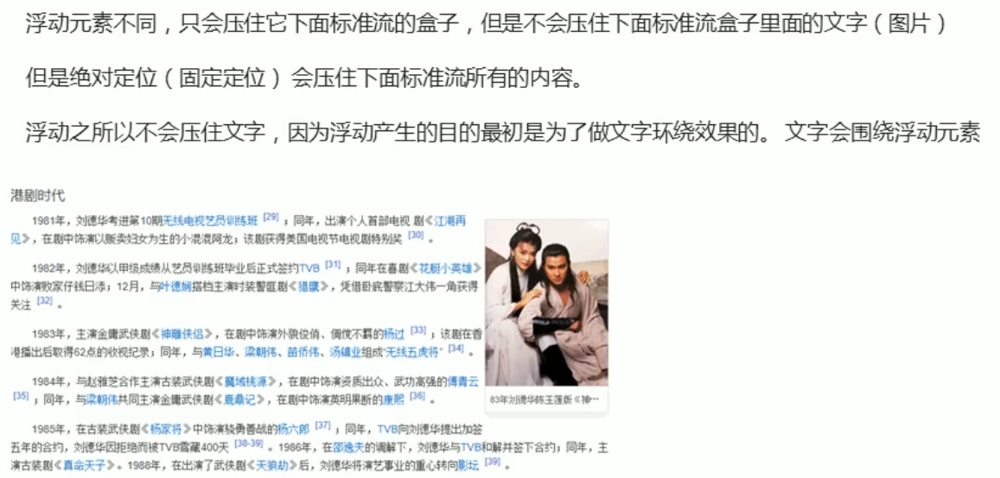 浮动元素不同，只会压住它下面标准流的盒子，但是不会压住下面标准流盒子里面的文字（图片）
但是绝对定位（固定定位） 会压住下面标准流所有的内容。
浮动之所以不会压住文字，因为浮动产生的目的最初是为了做文字环绕效果的。 文字会围绕浮动元素
港剧时代
1981年，刘德华考进第10期无线电视艺员训练班 [29] ；同年，出演个人首部电视 剧《江湖再
见》，在剧中饰演以贩卖妇女为生的小混混阿龙；该剧获得美国电视节电视剧特别奖 [30] 。
1982年，刘德华以甲级成绩从艺员训练班毕业后正式签约TVB [31] ；同年在喜剧《花艇小英雄》
中饰演败家仔钱日添；12月，与叶德娴搭档主演时装警匪剧《猎鹰》，凭借卧底警察江大伟一角获得
关注 [32] 。
1983年，主演金庸武侠剧《神雕侠侣》，在剧中饰演外貌俊俏、倜傥不羁的杨过 [33] ；该剧在香
港播出后取得62点的收视纪录；同年，与黄日华、梁朝伟、苗侨伟、汤镇业组成"无线五虎将" [34] 。
1984年，与赵雅芝合作主演古装武侠剧《魔域桃源》，在剧中饰演资质出众、武功高强的傅青云
[35] ；同年，与梁朝伟共同主演金庸武侠剧《鹿鼎记》，在剧中饰演英明果断的康熙 [36] 。
83年刘德华陈玉莲版《神…
1985年，在古装武侠剧《杨家将》中饰演骁勇善战的杨六郎 [37] ；同年，TVB向刘德华提出加签
五年的合约，刘德华因拒绝而被TVB雪藏400天 [38-39] 。1986年，在邵逸夫的调解下，刘德华与TVB和解并签下合约；同年，主
演古装剧《真命天子》。1988年，在出演了武侠剧《天狼劫》后，刘德华将演艺事业的重心转向影坛 [39] 。